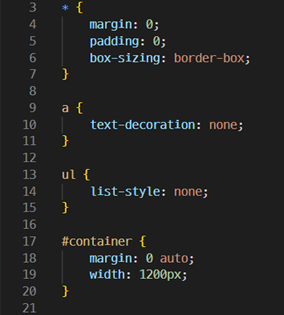 3 * {
4 margin: 0;
5 padding: 0;
6 box-sizing: border-box;
7 }
8
9 a {
10 text-decoration: none;
11 }
12
13 ul {
14 list-style: none;
15 }
16
17 #container {
18 margin: 0 auto;
19 width: 1200px;
20 }
21